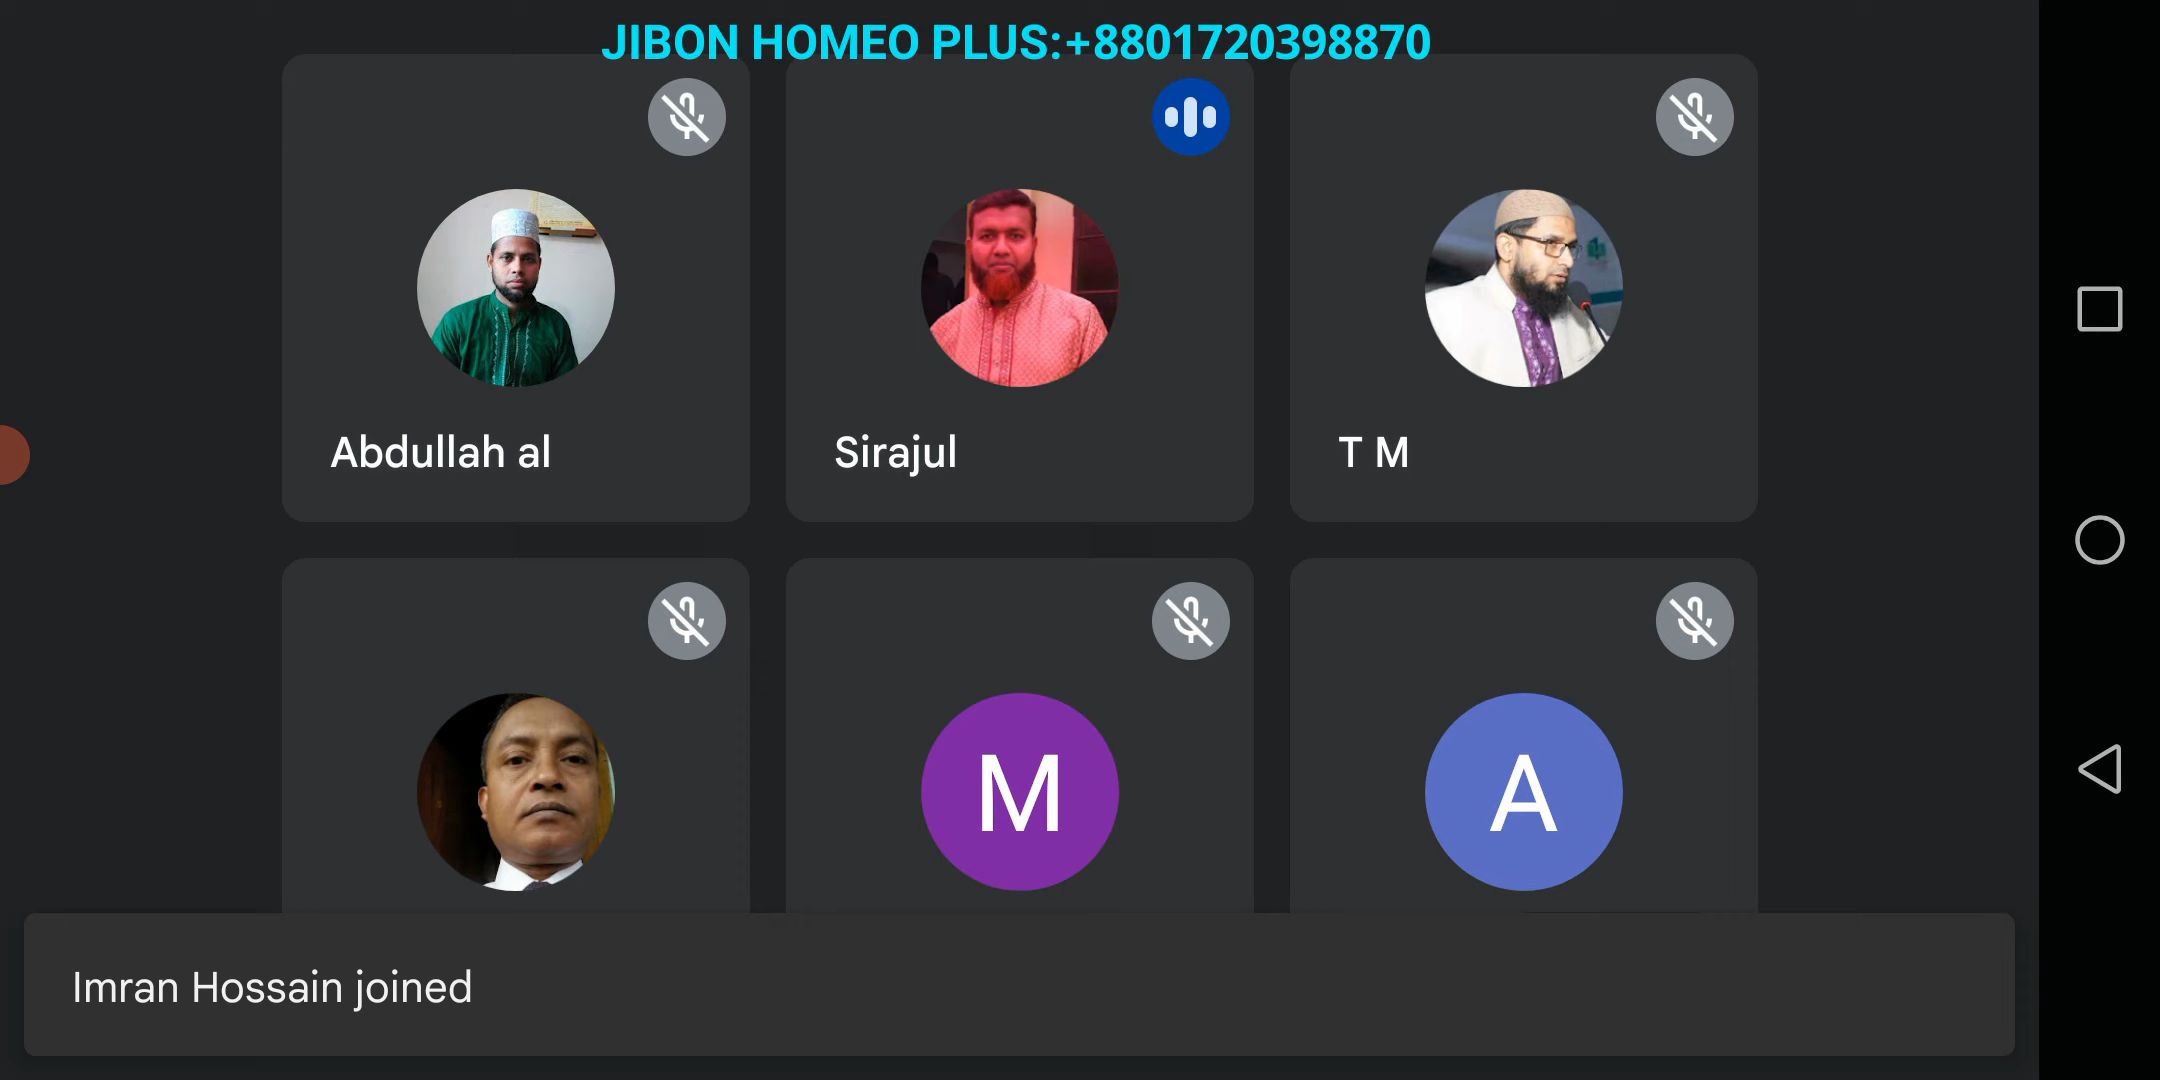 JIBON HOMEO PLUS:+8801720398870
Abdullah al
Sirajul
T M
M
A
Imran Hossain joined